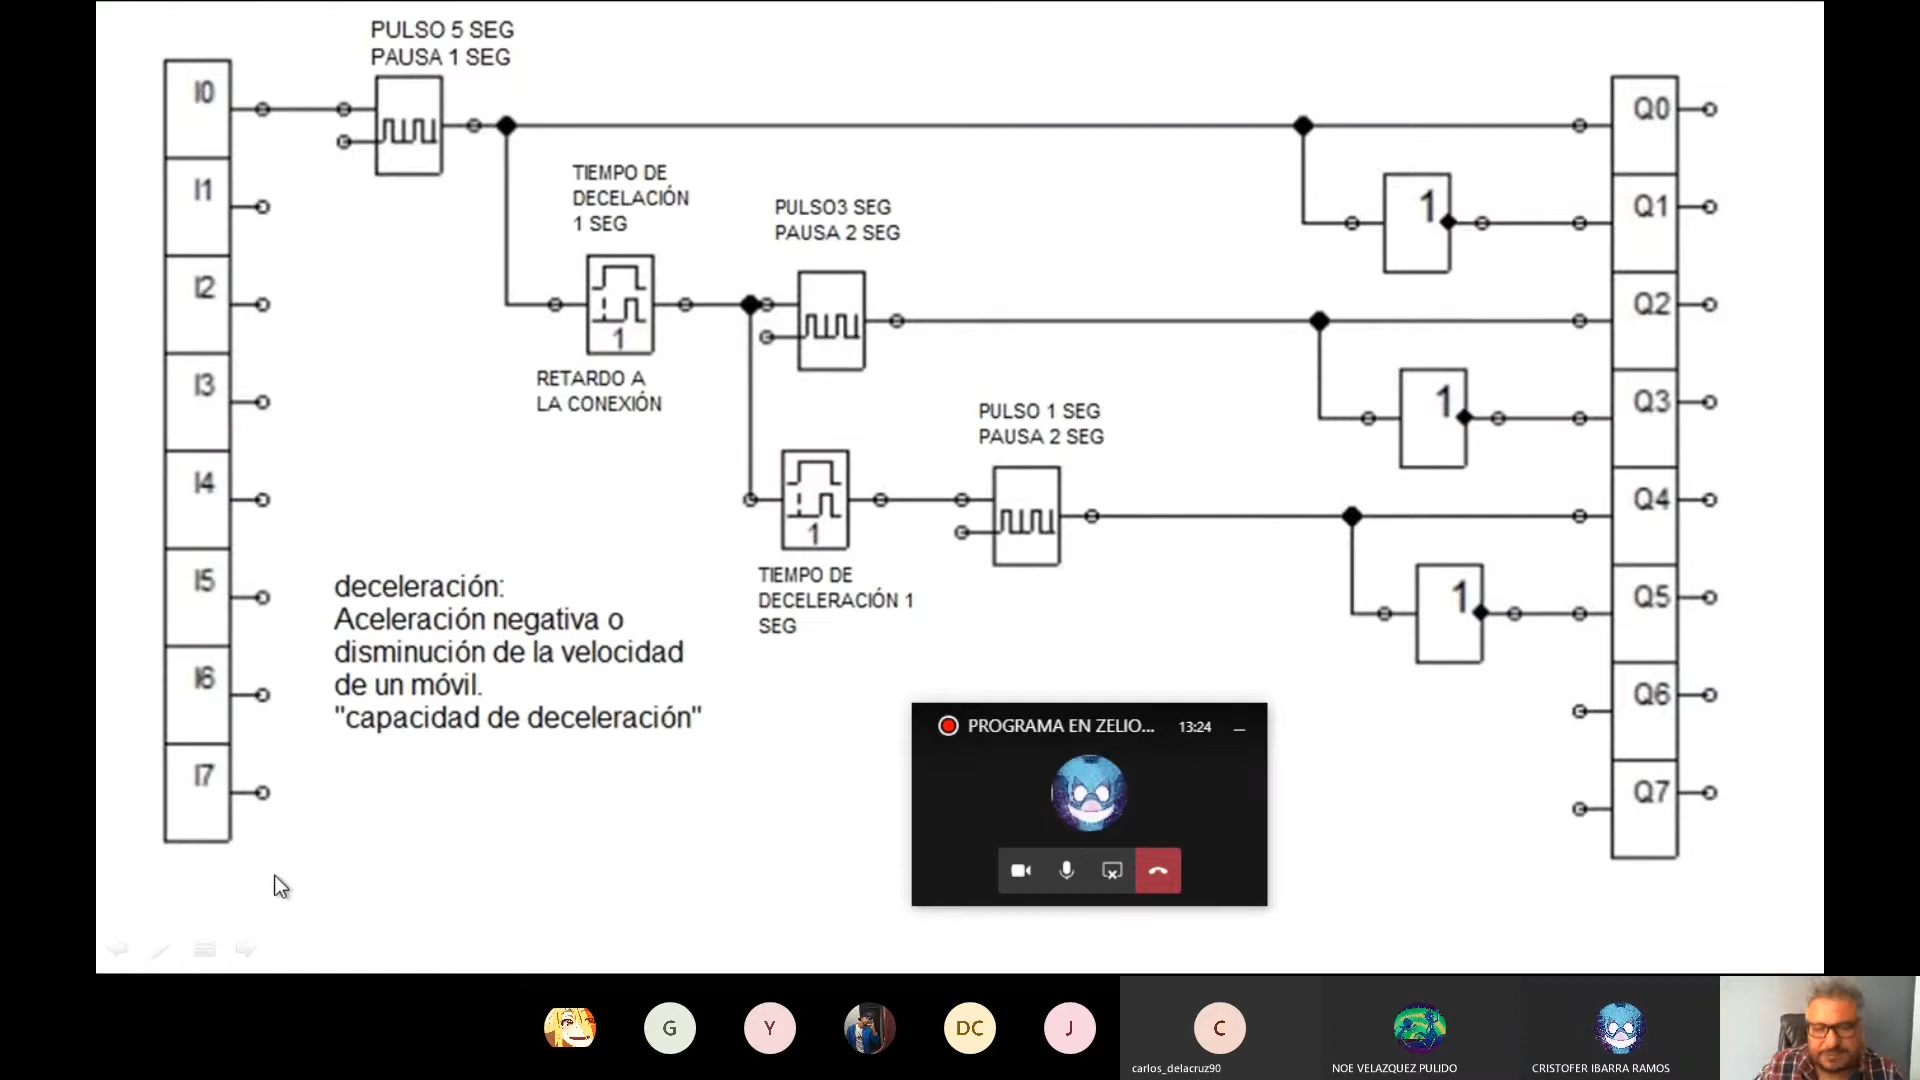 PULSO 5 SEG
PAUSA 1 SEG
I0
I1
I2
I3
I4
I5
I6
I7
TIEMPO DE
DECELACIÓN
1 SEG
1
RETARDO A
LA CONEXIÓN
PULSO3 SEG
PAUSA 2 SEG
PULSO 1 SEG
PAUSA 2 SEG
1
TIEMPO DE
DECELERACIÓN 1
SEG
1
1
1
Q0
Q1
Q2
Q3
Q4
Q5
Q6
Q7
deceleración:
Aceleración negativa o
disminución de la velocidad
de un móvil.
"capacidad de deceleración"
PROGRAMA EN ZELIO... 13:24
G
Y
DC
J
C
carlos_delacruz90
NOE VELAZQUEZ PULIDO
CRISTOFER IBARRA RAMOS